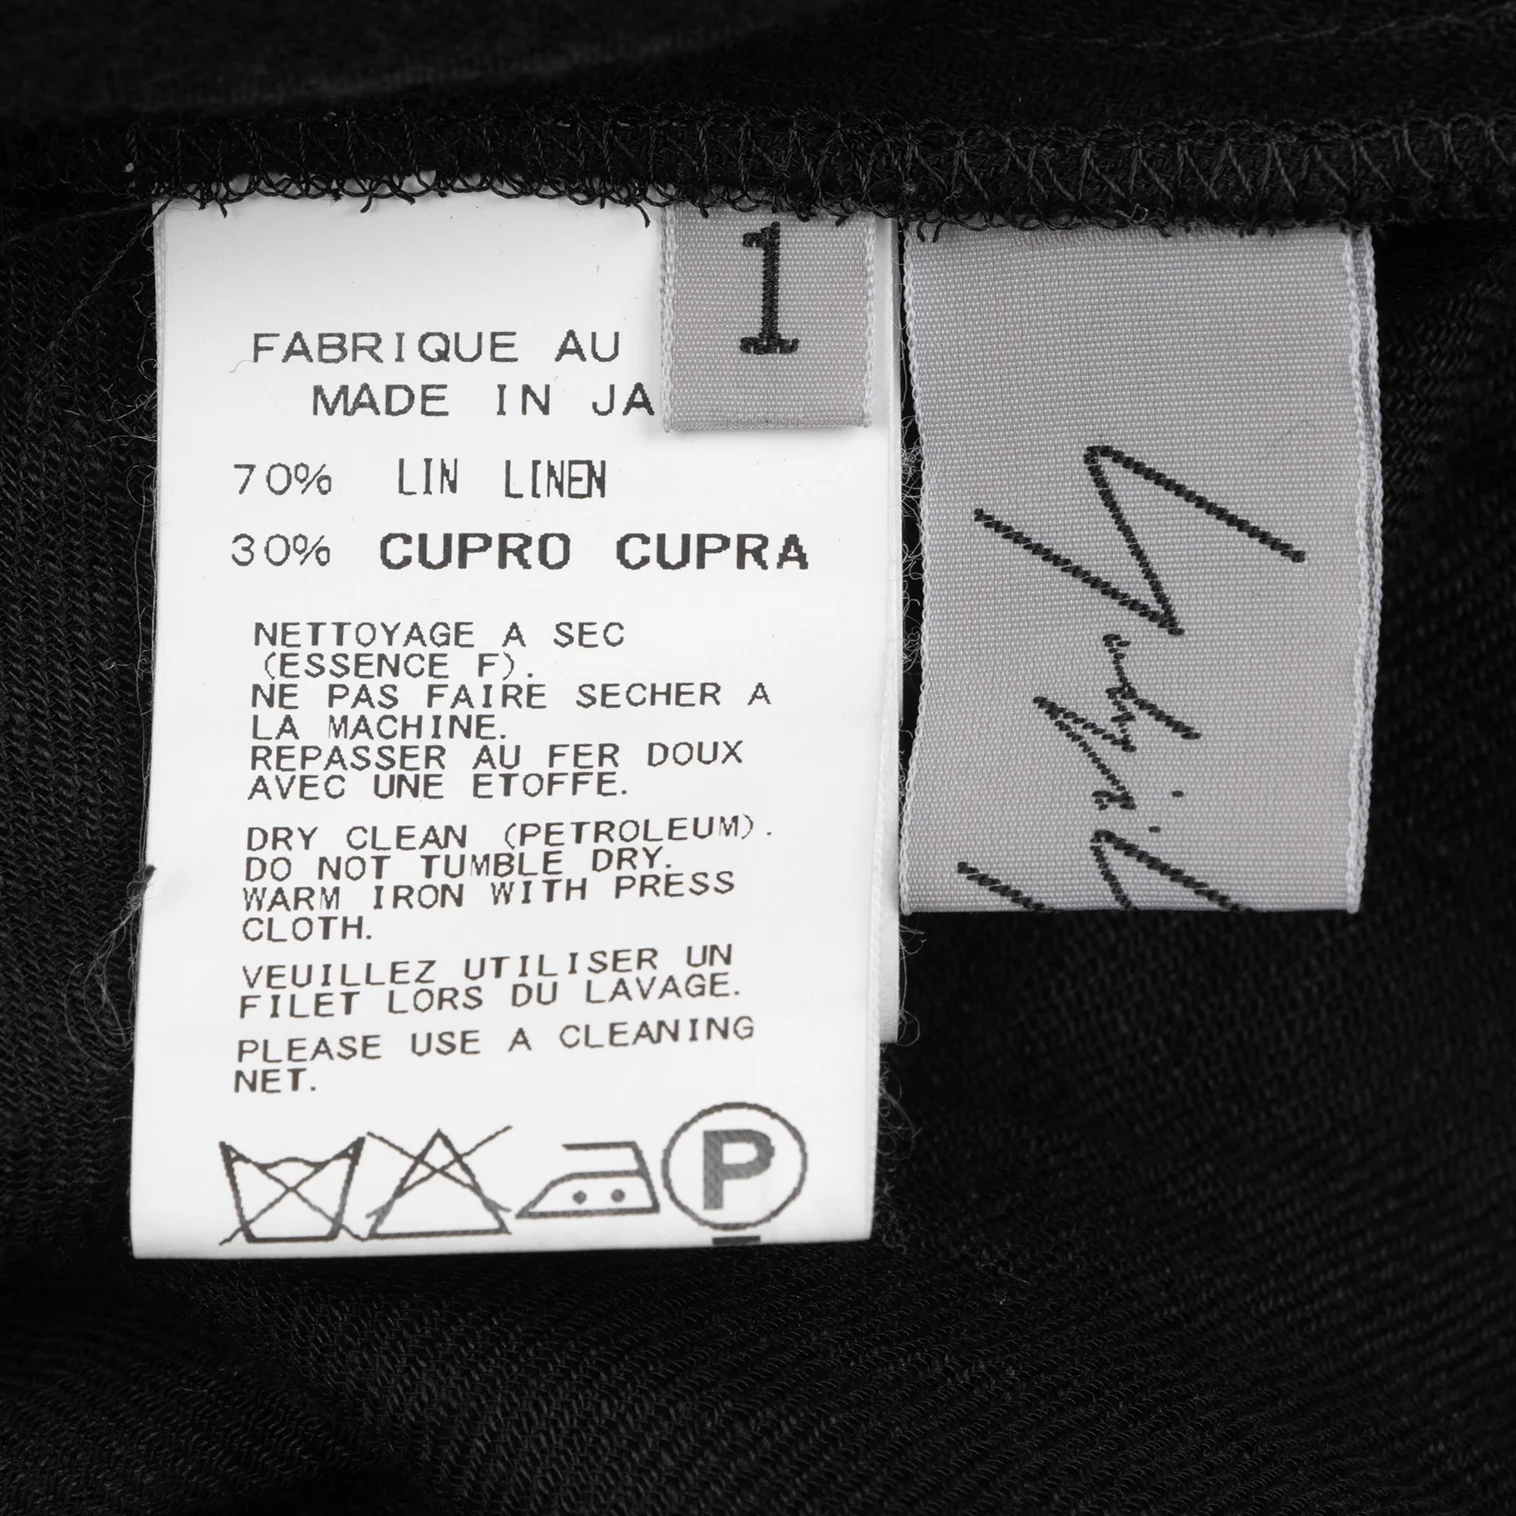 1
FABRIQUE AU
MADE IN JA
70% LIN LINEN
30% CUPRO CUPRA
NETTOYAGE A SEC
(ESSENCE F).
NE PAS FAIRE SECHER A
LA MACHINE.
REPASSER AU FER DOUX
AVEC UNE ETOFFE.
DRY CLEAN (PETROLEUM).
DO NOT TUMBLE DRY.
WARM IRON WITH PRESS
CLOTH.
VEUILLEZ UTILISER UN
FILET LORS DU LAVAGE.
PLEASE USE A CLEANING
NET.
P